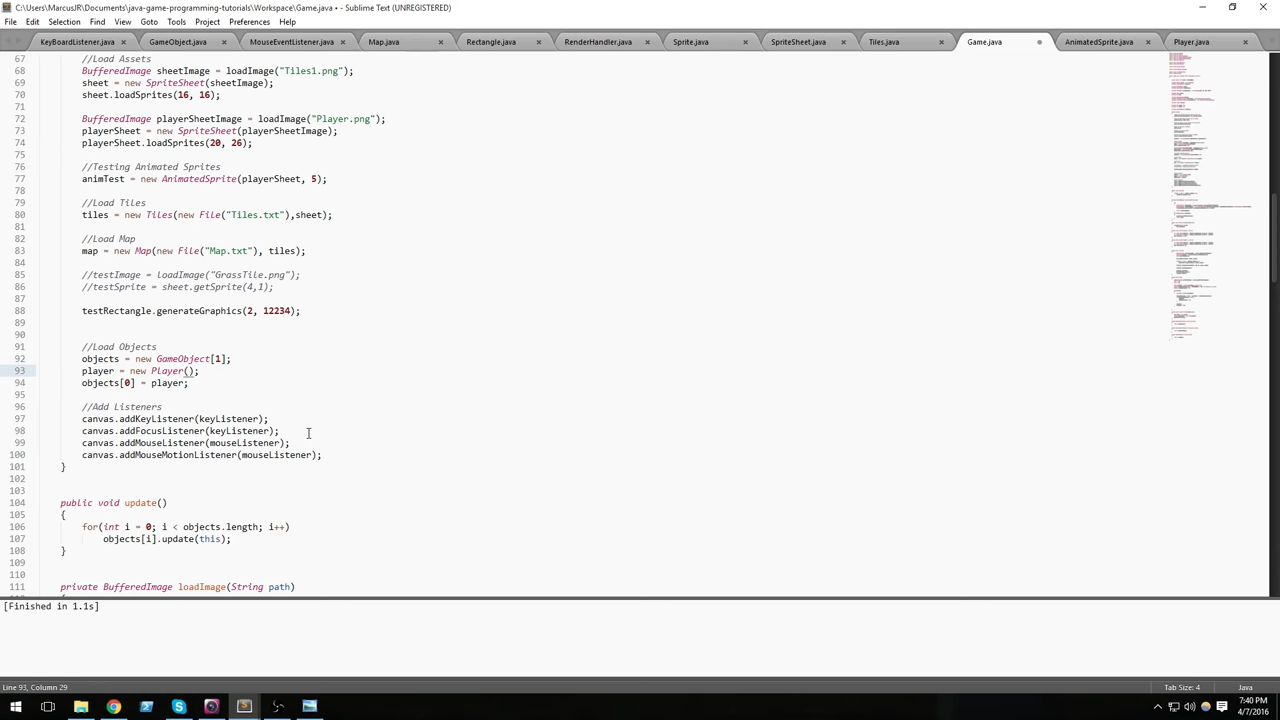 C:\Users\MarcusJR\Documents\java-game-programming-tutorials\Workspace\Game.java • - Sublime Text (UNREGISTERED)
File Edit Selection Find View Goto Tools Project Preferences Help
KeyBoardListener.java GameObject.java MouseEventListener.java Map.java Rectangle.java RenderHandler.java Sprite.java SpriteSheet.java Tiles.java Game.java AnimatedSprite.java Player.java
67 //Load Assets
68 BufferedImage sheetImage = loadImage("Tiles1.png");
69 sheet = new SpriteSheet(sheetImage);
70 sheet.loadSprites(16, 16);
71
72 BufferedImage playerSheetImage = loadImage("Player.png");
73 playerSheet = new SpriteSheet(playerSheetImage);
74 playerSheet.loadSprites(20, 26);
75
76 //Testing Animated Sprites
77 animTest = new AnimatedSprite(playerSheet,
78
79 //Load Tiles
80 tiles = new Tiles(new File("Tiles.txt"),
81
82 //Load Map
83 map = new Map(new File("Map.txt"), tiles);
84
85 //testImage = loadImage("GrassTile.png");
86 //testSprite = sheet.getSprite(4,1);
87
88 testRectangle.generateGraphics(2, 12234);
89
90
91 //Load Objects
92 objects = new GameObject[1];
93 player = new Player();
94 objects[0] = player;
95
96 //Add Listeners
97 canvas.addKeyListener(keyListener);
98 canvas.addFocusListener(keyListener);
99 canvas.addMouseListener(mouseListener);
100 canvas.addMouseMotionListener(mouseListener);
101 }
102
103
104 public void update()
105 {
106 for(int i = 0; i < objects.length; i++)
107 objects[i].update(this);
108 }
109
110
111 private BufferedImage loadImage(String path)
[Finished in 1.1s]
Line 93, Column 29 Tab Size: 4 Java
7:40 PM
4/7/2016